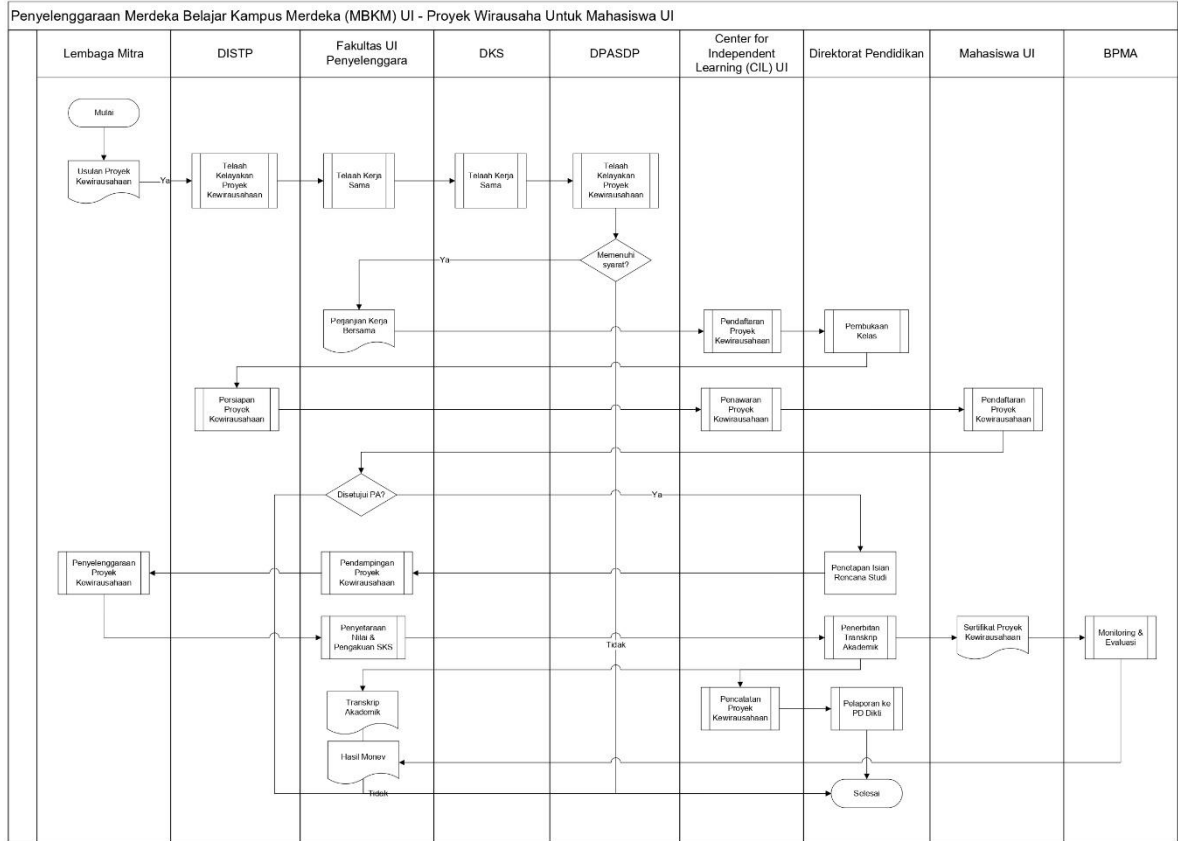 Penyelenggaraan Merdeka Belajar Kampus Merdeka (MBKM) UI - Proyek Wirausaha Untuk Mahasiswa UI
Lembaga Mitra
DISTP
Fakultas UI
Penyelenggara
DKS
DPASDP
Center for
Independent
Learning (CIL) UI
Direktorat Pendidikan
Mahasiswa UI
BPMA
Mulai
Usulan Proyek
Kewirausahaan
Ya
Telaah
Kelayakan
Proyek
Kewirausahaan
Telaah Kerja
Sama
Telaah Kerja
Sama
Telaah
Kelayakan
Proyek
Kewirausahaan
Memenuhi
syarat?
Ya
Perjanjian Kerja
Bersama
Pendaftaran
Proyek
Kewirausahaan
Pembukaan
Kelas
Persiapan
Proyek
Kewirausahaan
Penawaran
Proyek
Kewirausahaan
Pendaftaran
Proyek
Kewirausahaan
Disetujui PA?
Ya
Penyelenggaraan
Proyek
Kewirausahaan
Pendampingan
Proyek
Kewirausahaan
Penetapan Isian
Rencana Studi
Penyetaraan
Nilai &
Pengakuan SKS
Tidak
Penerbitan
Transkrip
Akademik
Sertifikat Proyek
Kewirausahaan
Monitoring &
Evaluasi
Transkrip
Akademik
Pencatatan
Proyek
Kewirausahaan
Pelaporan ke
PD Dikti
Hasil Monev
Tidak
Selesai